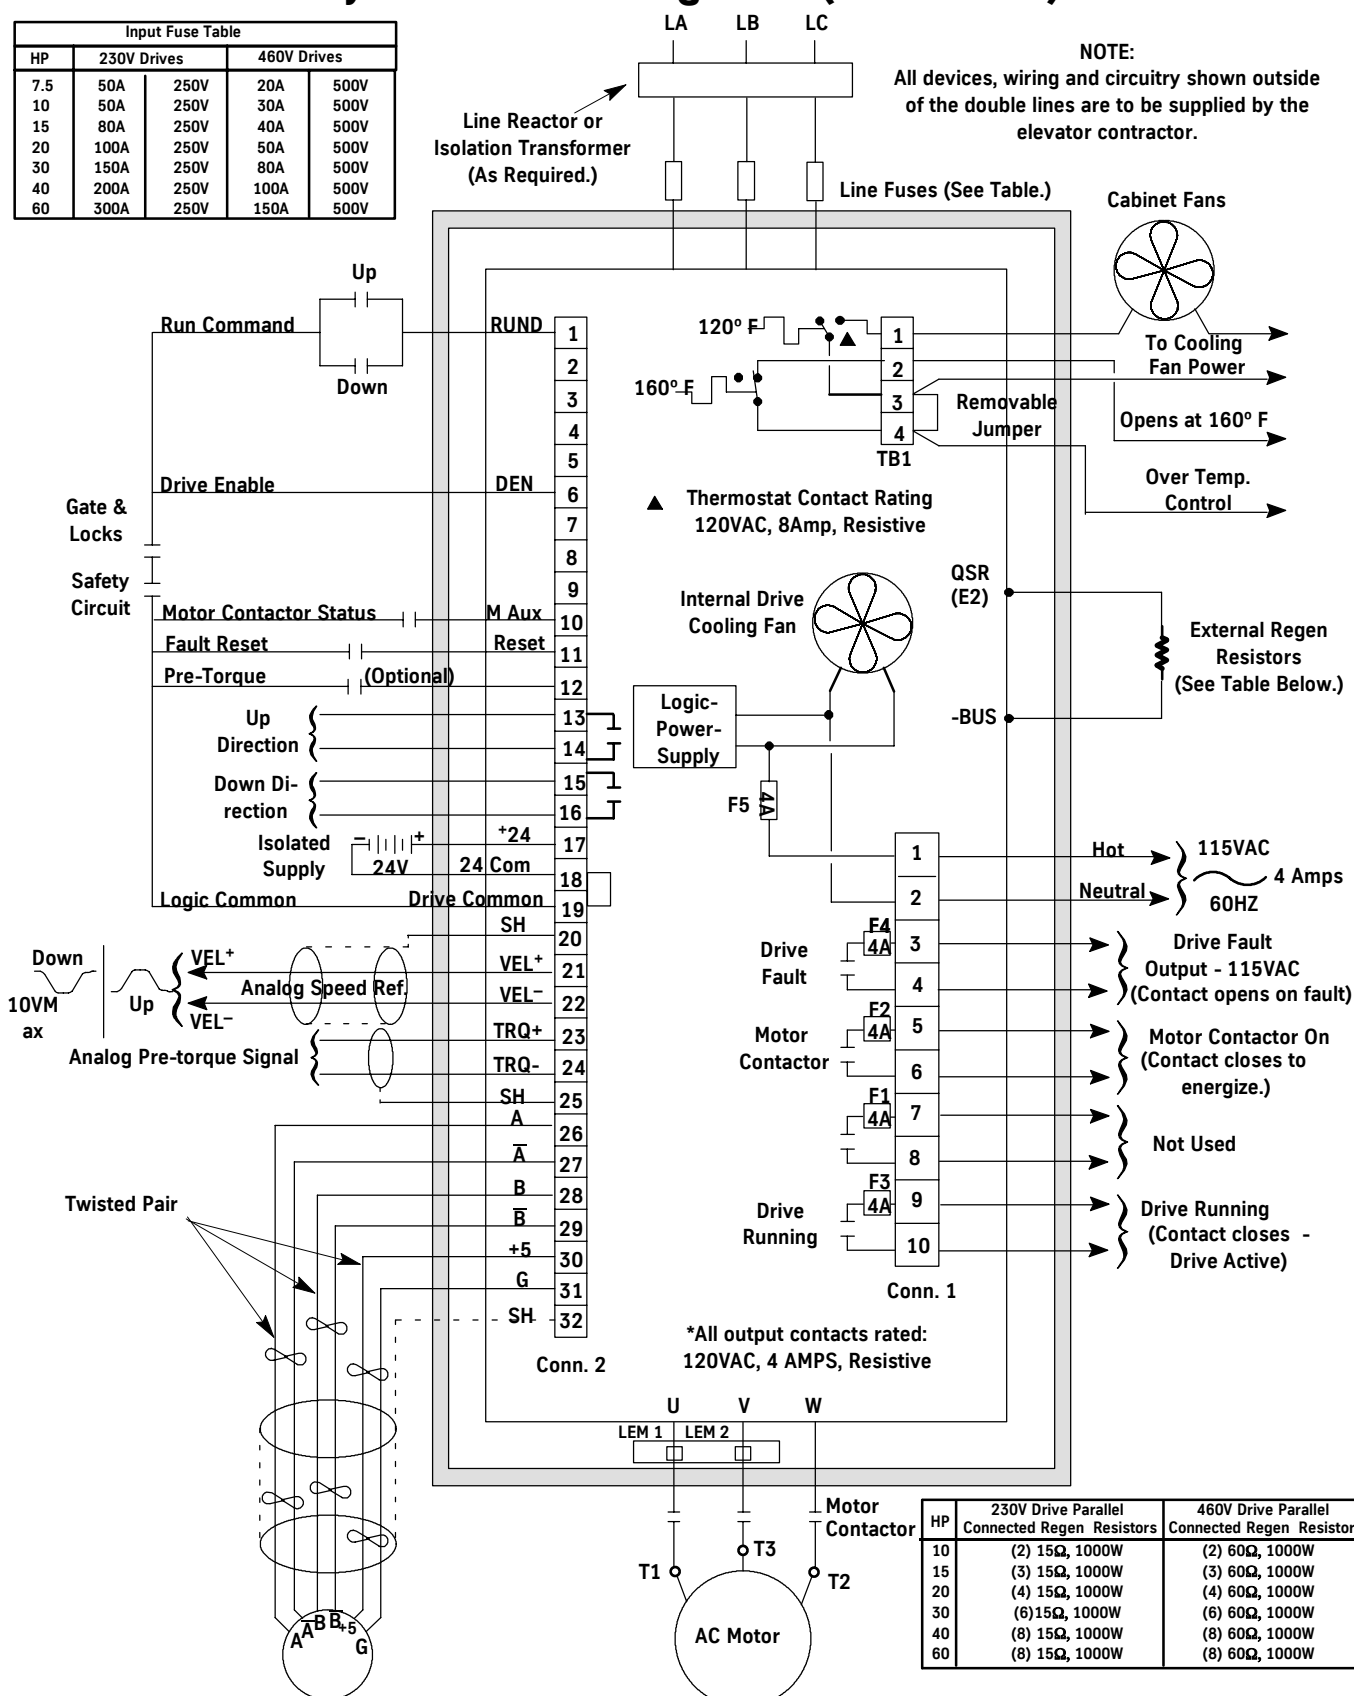 LA LB LC
Input Fuse Table
HP 230V Drives 460V Drives
7.5 50A 250V 20A 500V
10 50A 250V 30A 500V
15 80A 250V 40A 500V
20 100A 250V 50A 500V
30 150A 250V 80A 500V
40 200A 250V 100A 500V
60 300A 250V 150A 500V
NOTE:
All devices, wiring and circuitry shown outside
of the double lines are to be supplied by the
elevator contractor.
Line Reactor or
Isolation Transformer
(As Required.)
Line Fuses (See Table.)
Cabinet Fans
Up
Run Command
Down
RUND
Drive Enable
DEN
Gate &
Locks
Safety
Circuit
Motor Contactor Status
M Aux
Fault Reset
Reset
Pre-Torque (Optional)
Up
Direction
Down Di-
rection
Isolated
Supply
– +
24V
+24
24 Com
Logic Common
Drive Common
SH
Down
10VM
ax
Up
VEL+
VEL–
Analog Speed Ref.
VEL+
VEL–
Analog Pre-torque Signal
TRQ+
TRQ-
SH
A
A̅
B
B̅
+5
G
SH
Twisted Pair
1
2
3
4
5
6
7
8
9
10
11
12
13
14
15
16
17
18
19
20
21
22
23
24
25
26
27
28
29
30
31
32
Conn. 2
120º F
160º F
1
2
3
4
TB1
Removable
Jumper
To Cooling
Fan Power
Opens at 160º F
Over Temp.
Control
▲ Thermostat Contact Rating
120VAC, 8Amp, Resistive
Internal Drive
Cooling Fan
QSR
(E2)
-BUS
External Regen
Resistors
(See Table Below.)
Logic-
Power-
Supply
F5
4A
1
2
3
4
5
6
7
8
9
10
Conn. 1
Hot
Neutral
115VAC
60HZ
4 Amps
Drive
Fault
F4
4A
Drive Fault
Output - 115VAC
(Contact opens on fault)
Motor
Contactor
F2
4A
Motor Contactor On
(Contact closes to
energize.)
F1
4A
Not Used
Drive
Running
F3
4A
Drive Running
(Contact closes -
Drive Active)
*All output contacts rated:
120VAC, 4 AMPS, Resistive
U V W
LEM 1 LEM 2
Motor
Contactor
T1
T3
T2
AC Motor
A A̅ B B̅ +5 G
HP 230V Drive Parallel Connected Regen Resistors 460V Drive Parallel Connected Regen Resistor
10 (2) 15Ω, 1000W (2) 60Ω, 1000W
15 (3) 15Ω, 1000W (3) 60Ω, 1000W
20 (4) 15Ω, 1000W (4) 60Ω, 1000W
30 (6)15Ω, 1000W (6) 60Ω, 1000W
40 (8) 15Ω, 1000W (8) 60Ω, 1000W
60 (8) 15Ω, 1000W (8) 60Ω, 1000W